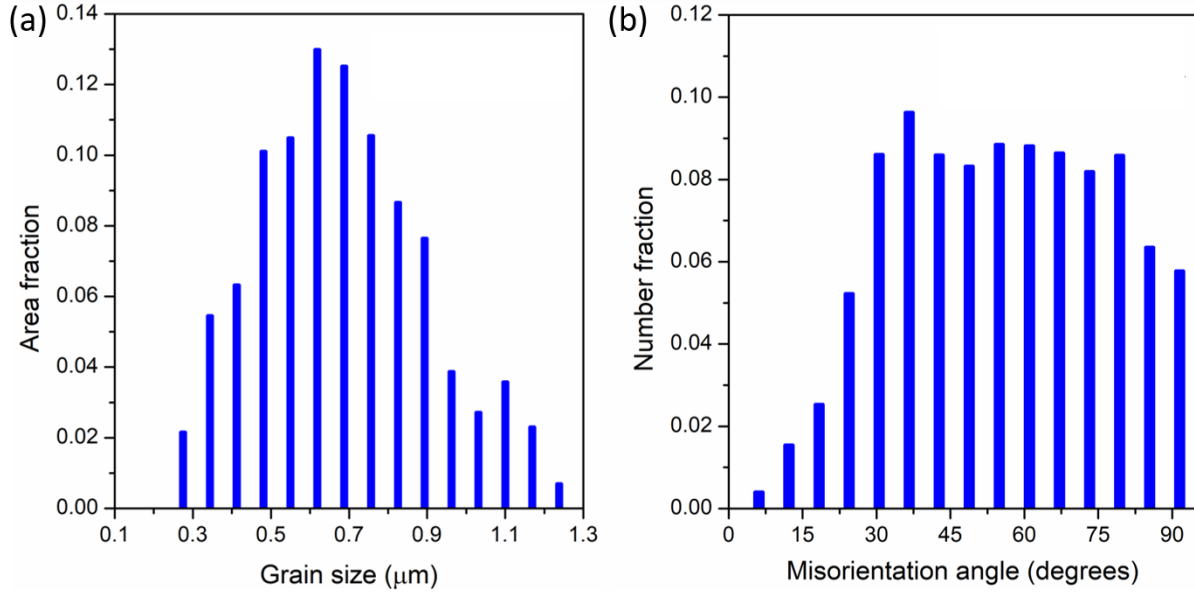 (a)
0.14
0.12
0.10
0.08
0.06
0.04
0.02
0.00
Area fraction
0.1 0.3 0.5 0.7 0.9 1.1 1.3
Grain size (μm)
(b)
0.12
0.10
0.08
0.06
0.04
0.02
0.00
Number fraction
0 15 30 45 60 75 90
Misorientation angle (degrees)